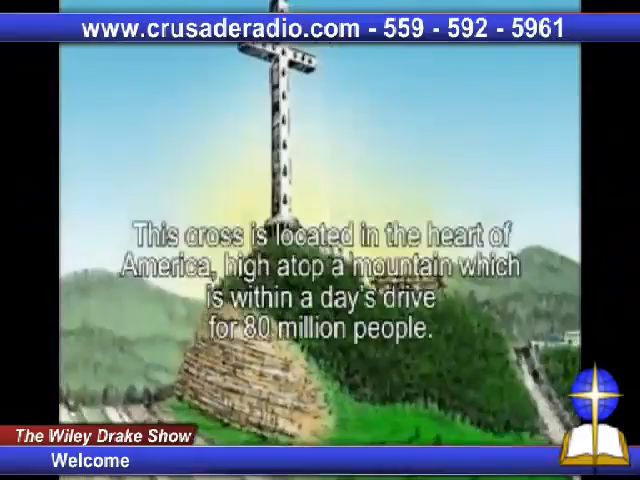 www.crusaderadio.com - 559 - 592 - 5961
This cross is located in the heart of
America, high atop a mountain which
is within a day's drive
for 80 million people.
The Wiley Drake Show
Welcome